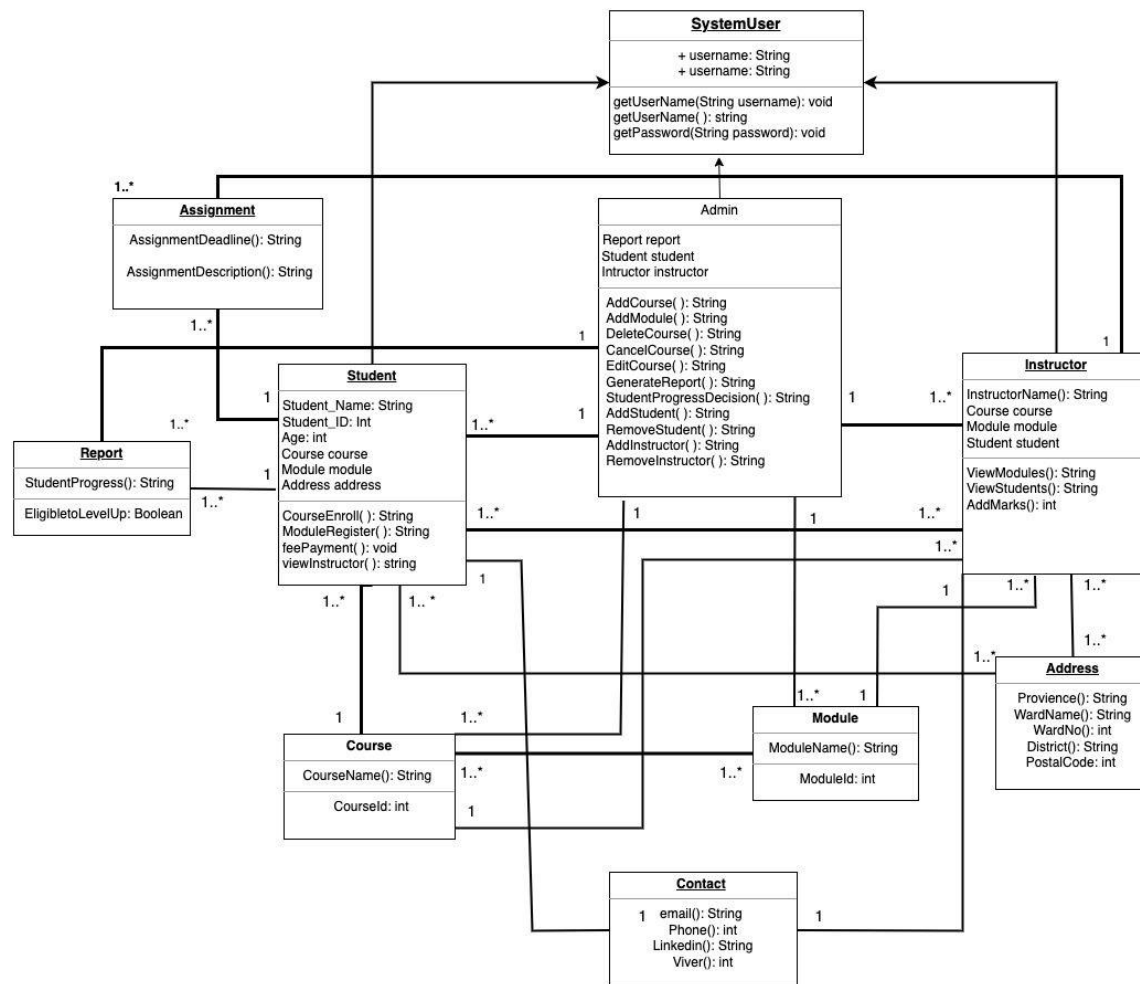 SystemUser
+ username: String
+ username: String
getUserName(String username): void
getUserName( ): string
getPassword(String password): void
1..*
Assignment
AssignmentDeadline(): String
AssignmentDescription(): String
1..*
Admin
Report report
Student student
Intructor instructor
AddCourse( ): String
AddModule( ): String
DeleteCourse( ): String
CancelCourse( ): String
EditCourse( ): String
GenerateReport( ): String
StudentProgressDecision( ): String
AddStudent( ): String
RemoveStudent( ): String
AddInstructor( ): String
RemoveInstructor( ): String
1
1
Instructor
InstructorName(): String
Course course
Module module
Student student
ViewModules(): String
ViewStudents(): String
AddMarks(): int
Student
Student_Name: String
Student_ID: Int
Age: int
Course course
Module module
Address address
CourseEnroll( ): String
ModuleRegister( ): String
feePayment( ): void
viewInstructor( ): string
1
1..*
1..*
1
1
1..*
Report
StudentProgress(): String
EligibletoLevelUp: Boolean
1
1..*
1..*
1
1
1..*
1..*
1
1..*
1.. *
1
1..*
1..*
1..*
1..*
Address
Provience(): String
WardName(): String
WardNo(): int
District(): String
PostalCode: int
1
1..*
1..*
1
Course
CourseName(): String
CourseId: int
1..*
1..*
1
Module
ModuleName(): String
ModuleId: int
Contact
email(): String
Phone(): int
Linkedin(): String
Viver(): int
1
1